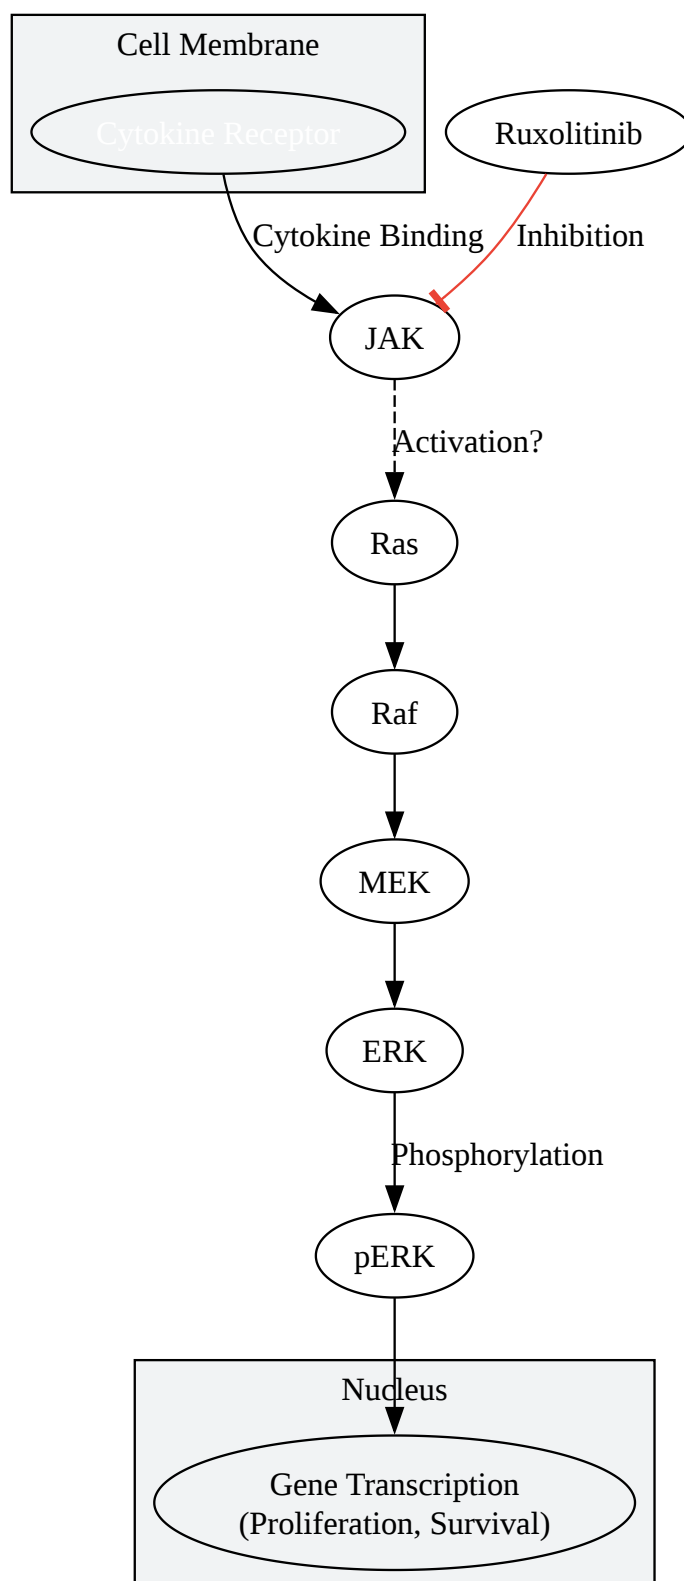 Cell Membrane
Cytokine Receptor
Ruxolitinib
Cytokine Binding
Inhibition
JAK
Activation?
Ras
Raf
MEK
ERK
Phosphorylation
pERK
Nucleus
Gene Transcription
(Proliferation, Survival)